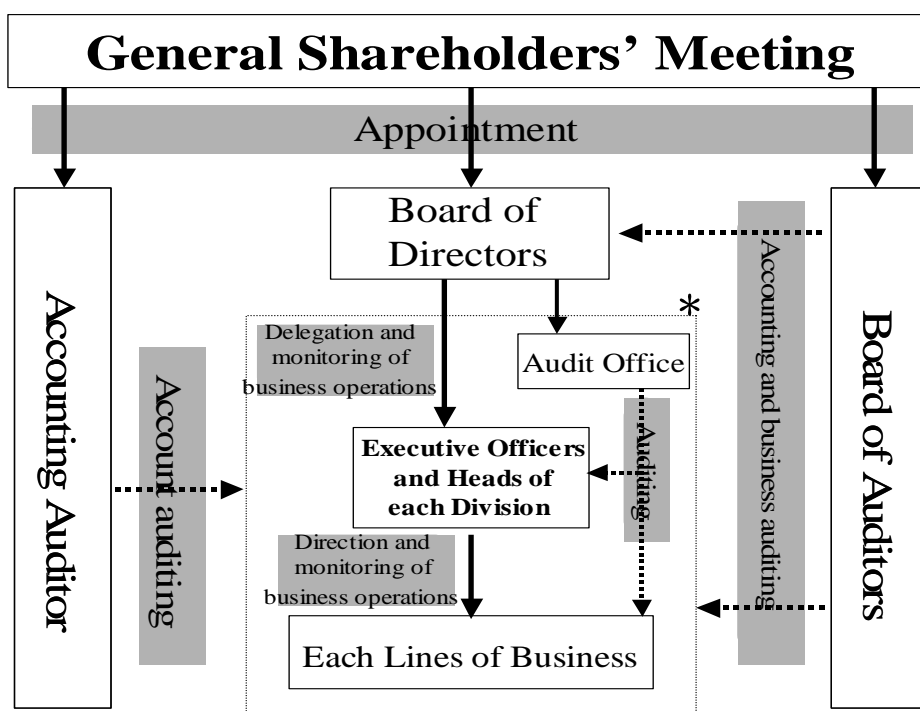 General Shareholders' Meeting
Appointment
Board of
Directors
*
Delegation and
monitoring of
business operations
Audit Office
Accounting Auditor
Account auditing
Executive Officers
and Heads of
each Division
Auditing
Accounting and business auditing
Board of Auditors
Direction and
monitoring of
business operations
Each Lines of Business